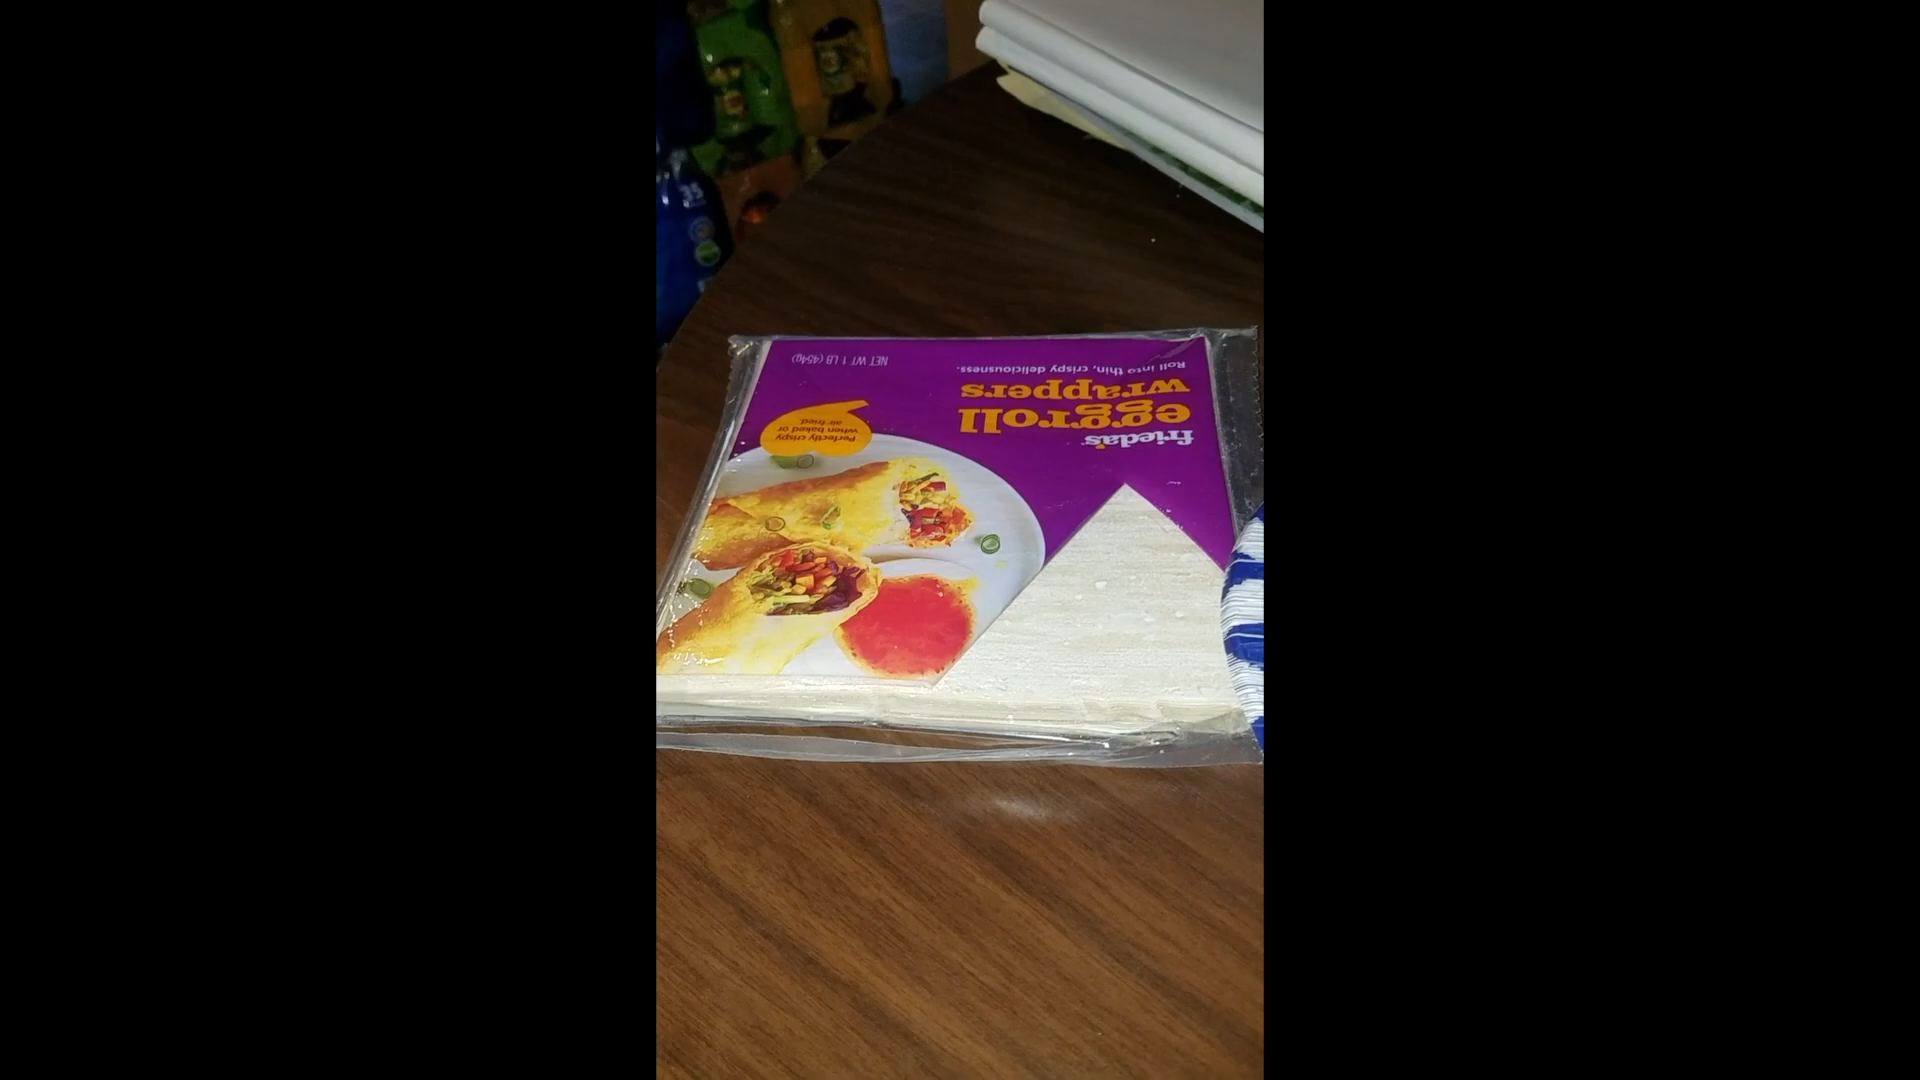 frieda's
eggroll
wrappers
Roll into thin, crispy deliciousness.
Perfectly crispy
when baked or
air fried.
NET WT 1 LB (454g)
35